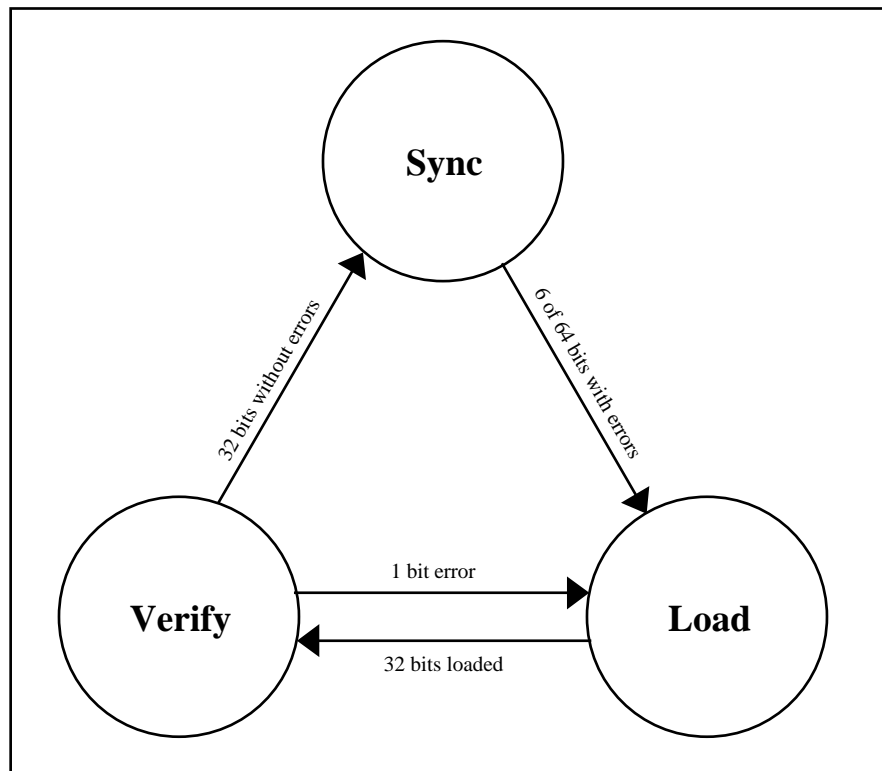 Sync
32 bits without errors
6 of 64 bits with errors
1 bit error
Verify
Load
32 bits loaded